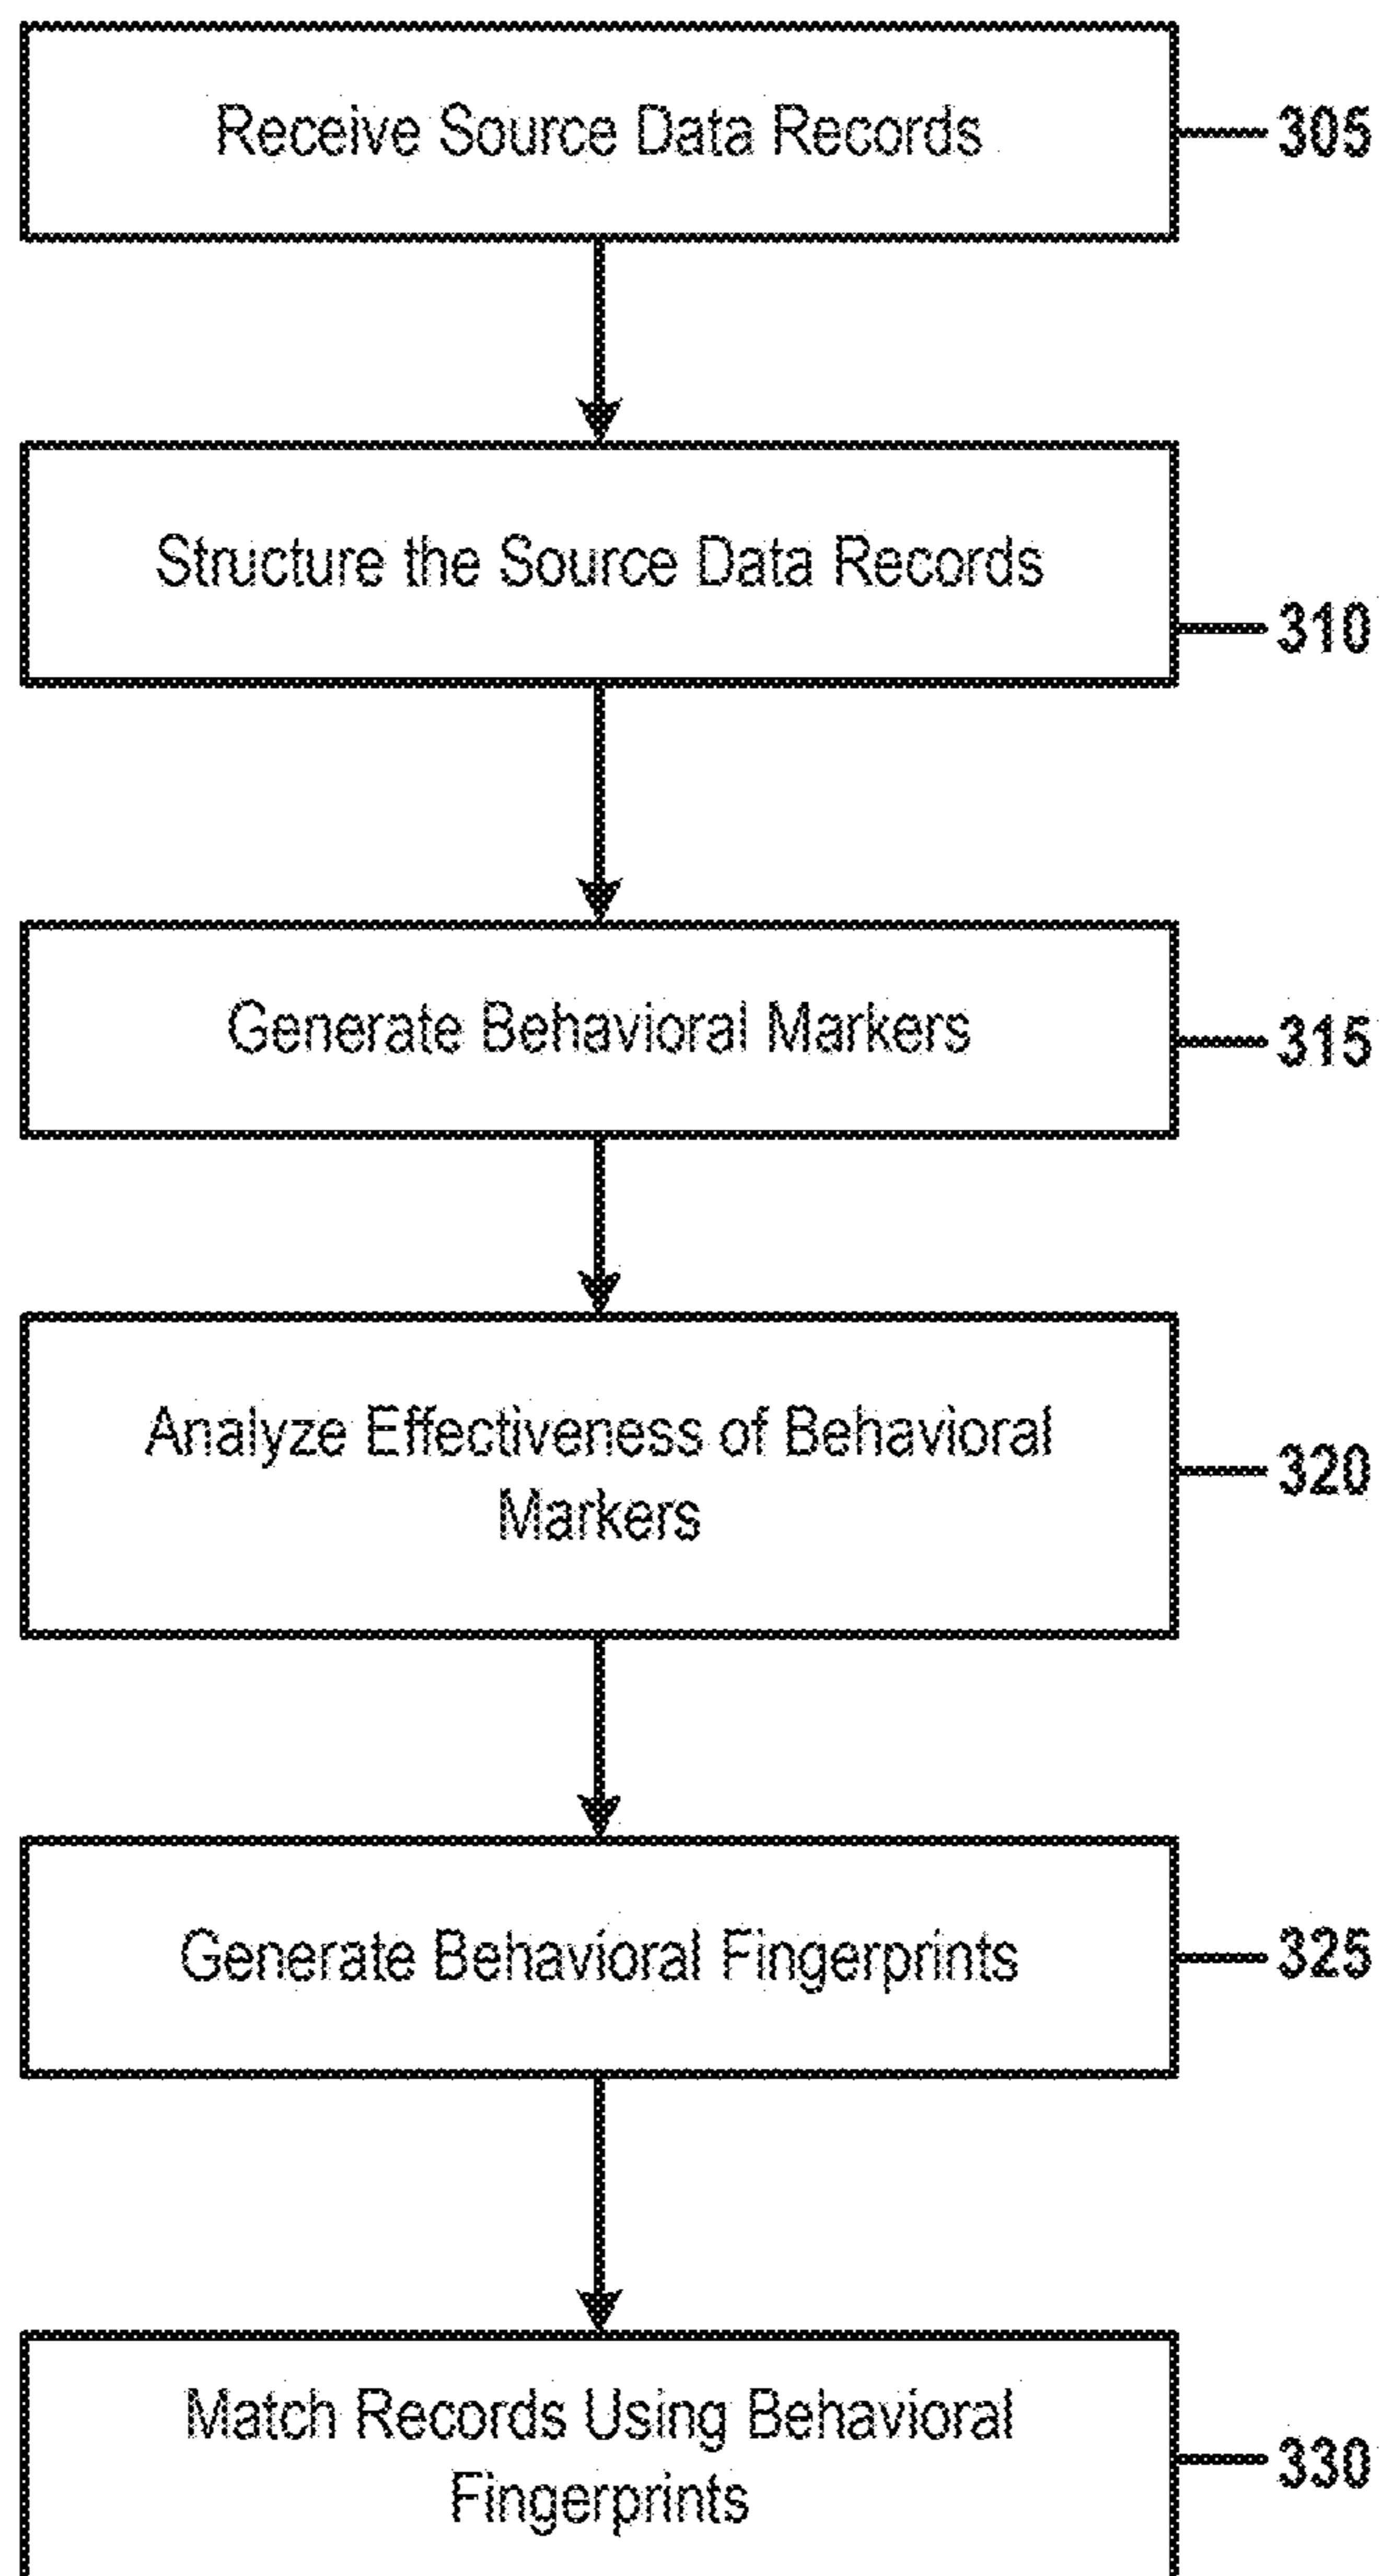 Receive Source Data Records
305
Structure the Source Data Records
310
Generate Behavioral Markers
315
Analyze Effectiveness of Behavioral
Markers
320
Generate Behavioral Fingerprints
325
Match Records Using Behavioral
Fingerprints
330